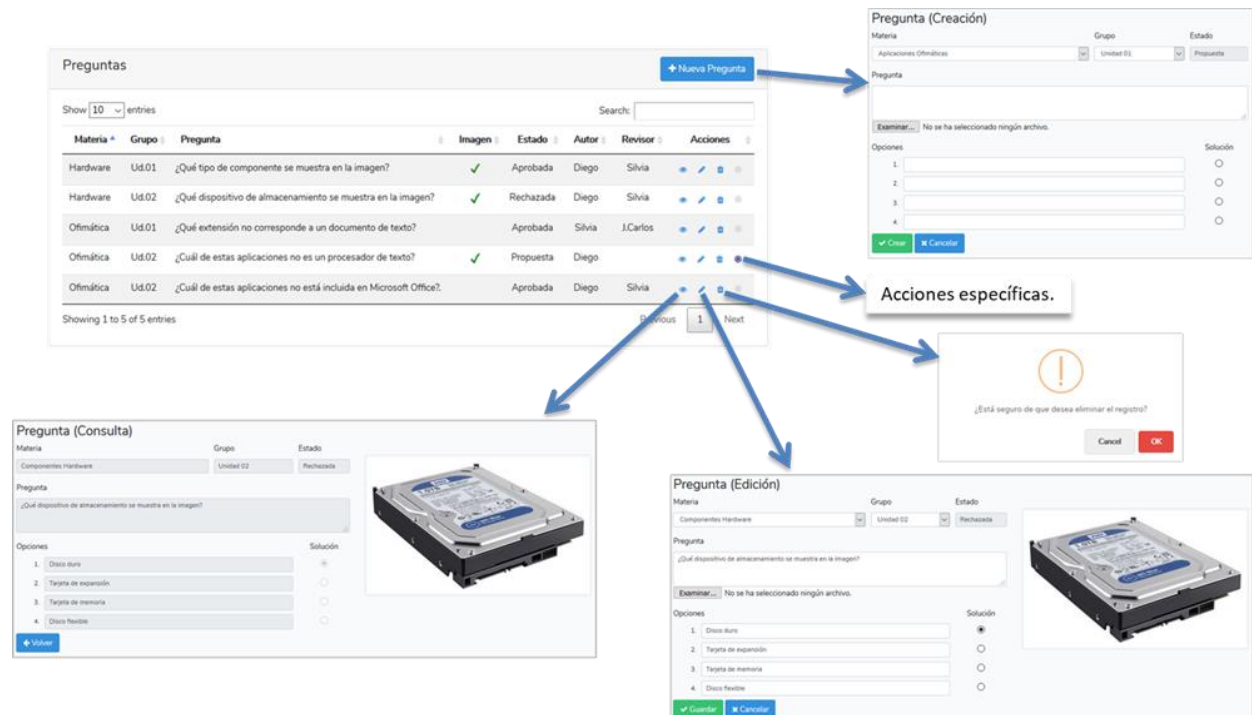 Preguntas
+ Nueva Pregunta
Show 10 entries
Search:
Materia Grupo Pregunta Imagen Estado Autor Revisor Acciones
Hardware Ud.01 ¿Qué tipo de componente se muestra en la imagen? ✓ Aprobada Diego Silvia
Hardware Ud.02 ¿Qué dispositivo de almacenamiento se muestra en la imagen? ✓ Rechazada Diego Silvia
Ofimática Ud.01 ¿Qué extensión no corresponde a un documento de texto? Aprobada Silvia J.Carlos
Ofimática Ud.02 ¿Cuál de estas aplicaciones no es un procesador de texto? ✓ Propuesta Diego
Ofimática Ud.02 ¿Cuál de estas aplicaciones no está incluida en Microsoft Office?. Aprobada Diego Silvia
Showing 1 to 5 of 5 entries
Previous 1 Next
Pregunta (Creación)
Materia Grupo Estado
Aplicaciones Ofimáticas Unidad 01 Propuesta
Pregunta
Examinar... No se ha seleccionado ningún archivo.
Opciones Solución
1.
2.
3.
4.
✓ Crear ✖ Cancelar
Acciones específicas.
¿Está seguro de que desea eliminar el registro?
Cancel OK
Pregunta (Consulta)
Materia Grupo Estado
Componentes Hardware Unidad 02 Rechazada
Pregunta
¿Qué dispositivo de almacenamiento se muestra en la imagen?
Opciones Solución
1. Disco duro
2. Tarjeta de expansión
3. Tarjeta de memoria
4. Disco flexible
Volver
Pregunta (Edición)
Materia Grupo Estado
Componentes Hardware Unidad 02 Rechazada
Pregunta
¿Qué dispositivo de almacenamiento se muestra en la imagen?
Examinar... No se ha seleccionado ningún archivo.
Opciones Solución
1. Disco duro
2. Tarjeta de expansión
3. Tarjeta de memoria
4. Disco flexible
✓ Guardar ✖ Cancelar